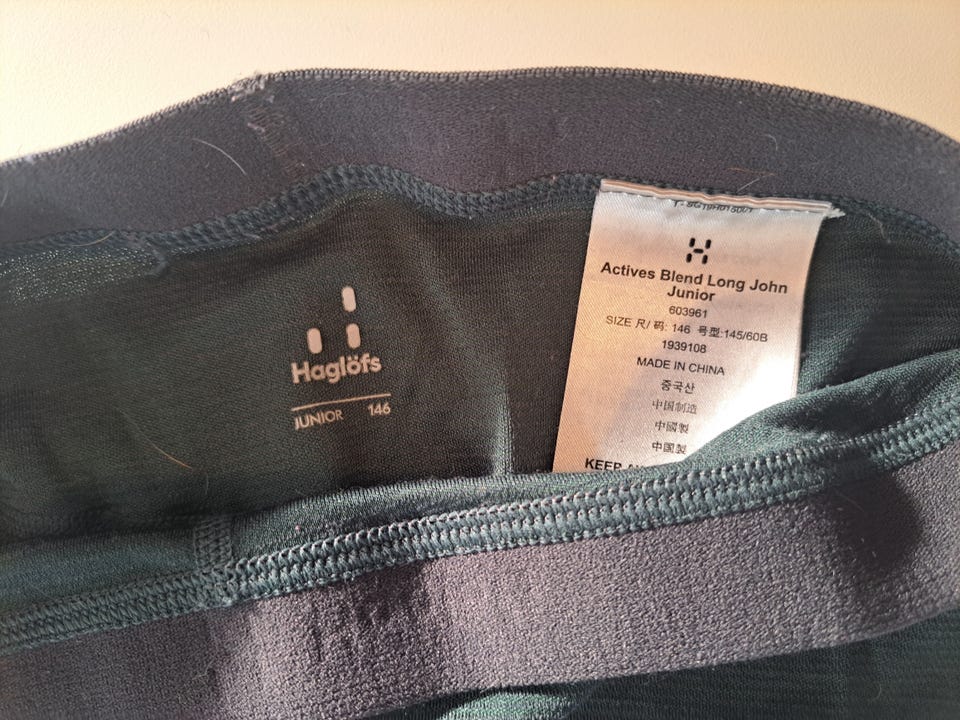 Haglöfs
JUNIOR 146
Actives Blend Long John
Junior
603961
SIZE 尺/ 码: 146 号型:145/60B
1939108
MADE IN CHINA
중국산
中国制造
中國製
中国製
KEEP